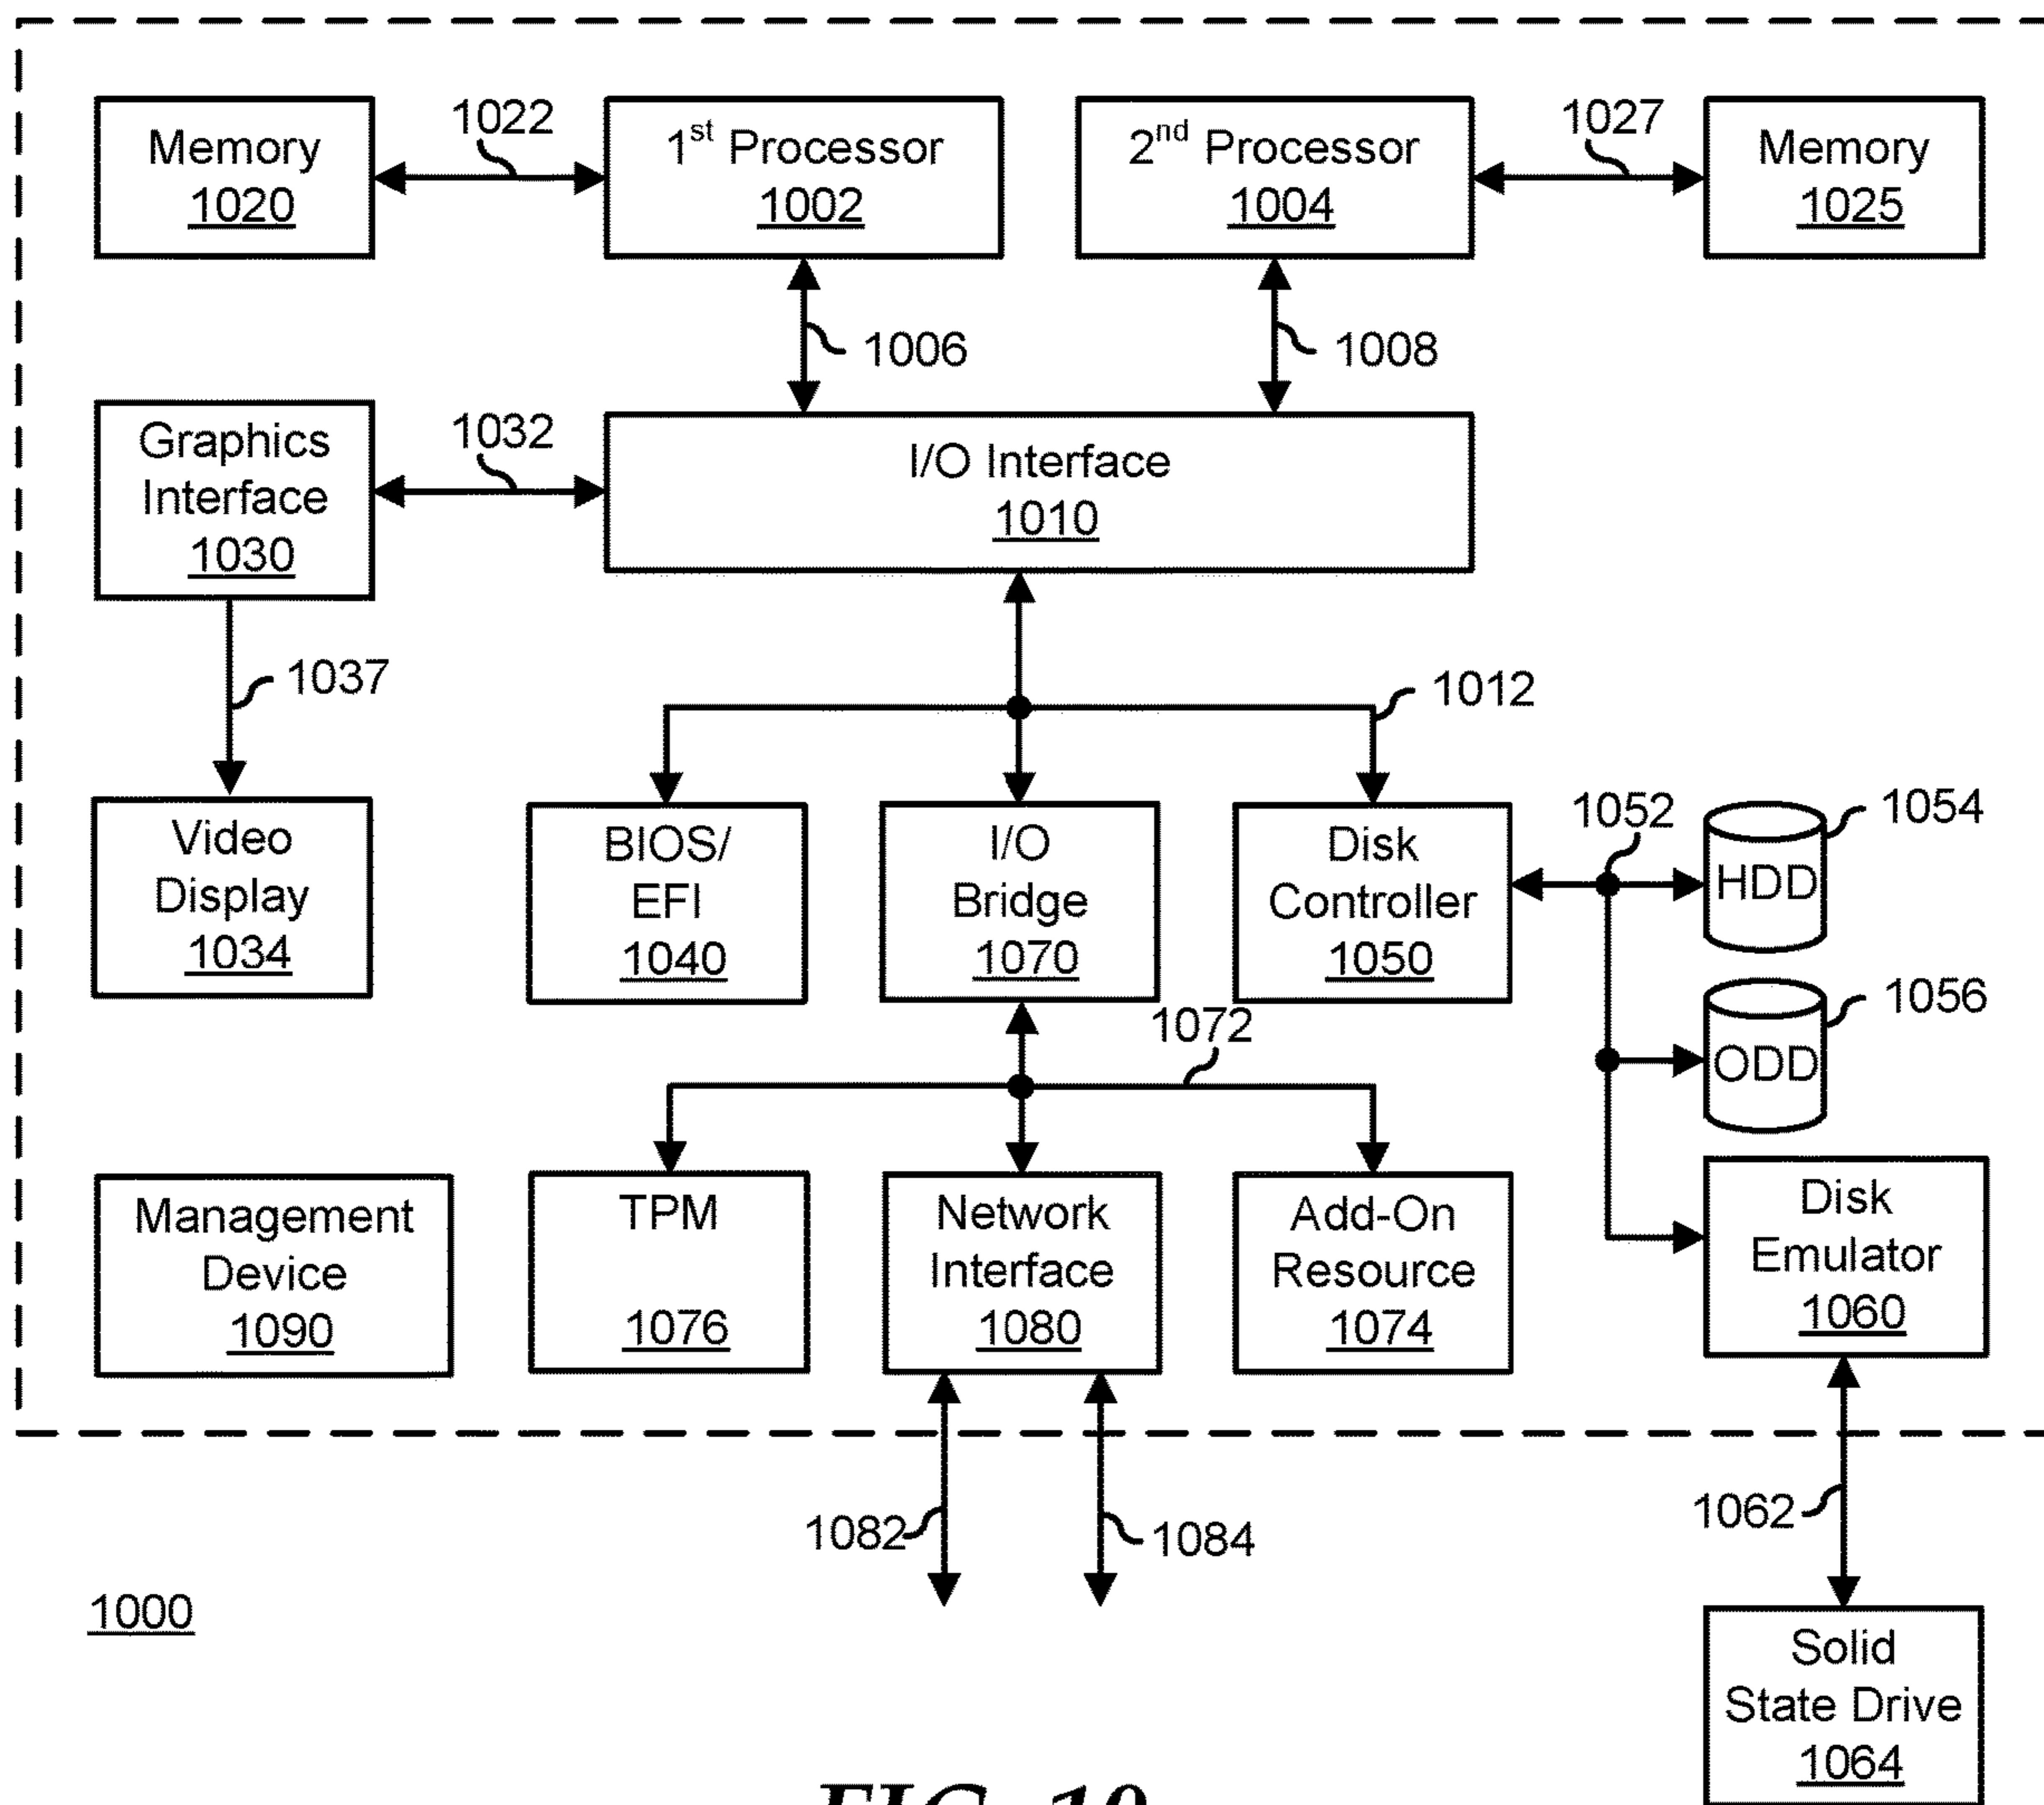 Memory
1020
1022
1st Processor
1002
2nd Processor
1004
1027
Memory
1025
1006
1008
Graphics
Interface
1030
1032
I/O Interface
1010
1037
1012
Video
Display
1034
BIOS/
EFI
1040
I/O
Bridge
1070
Disk
Controller
1050
1052
HDD
1054
ODD
1056
1072
Management
Device
1090
TPM
1076
Network
Interface
1080
Add-On
Resource
1074
Disk
Emulator
1060
1082
1084
1062
1000
Solid
State Drive
1064
FIG. 10